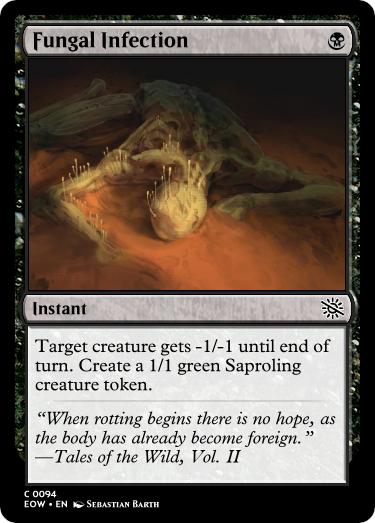 Fungal Infection
Instant
Target creature gets -1/-1 until end of
turn. Create a 1/1 green Saproling
creature token.
“When rotting begins there is no hope, as
the body has already become foreign.”
—Tales of the Wild, Vol. II
C 0094
EOW • EN Sebastian Barth